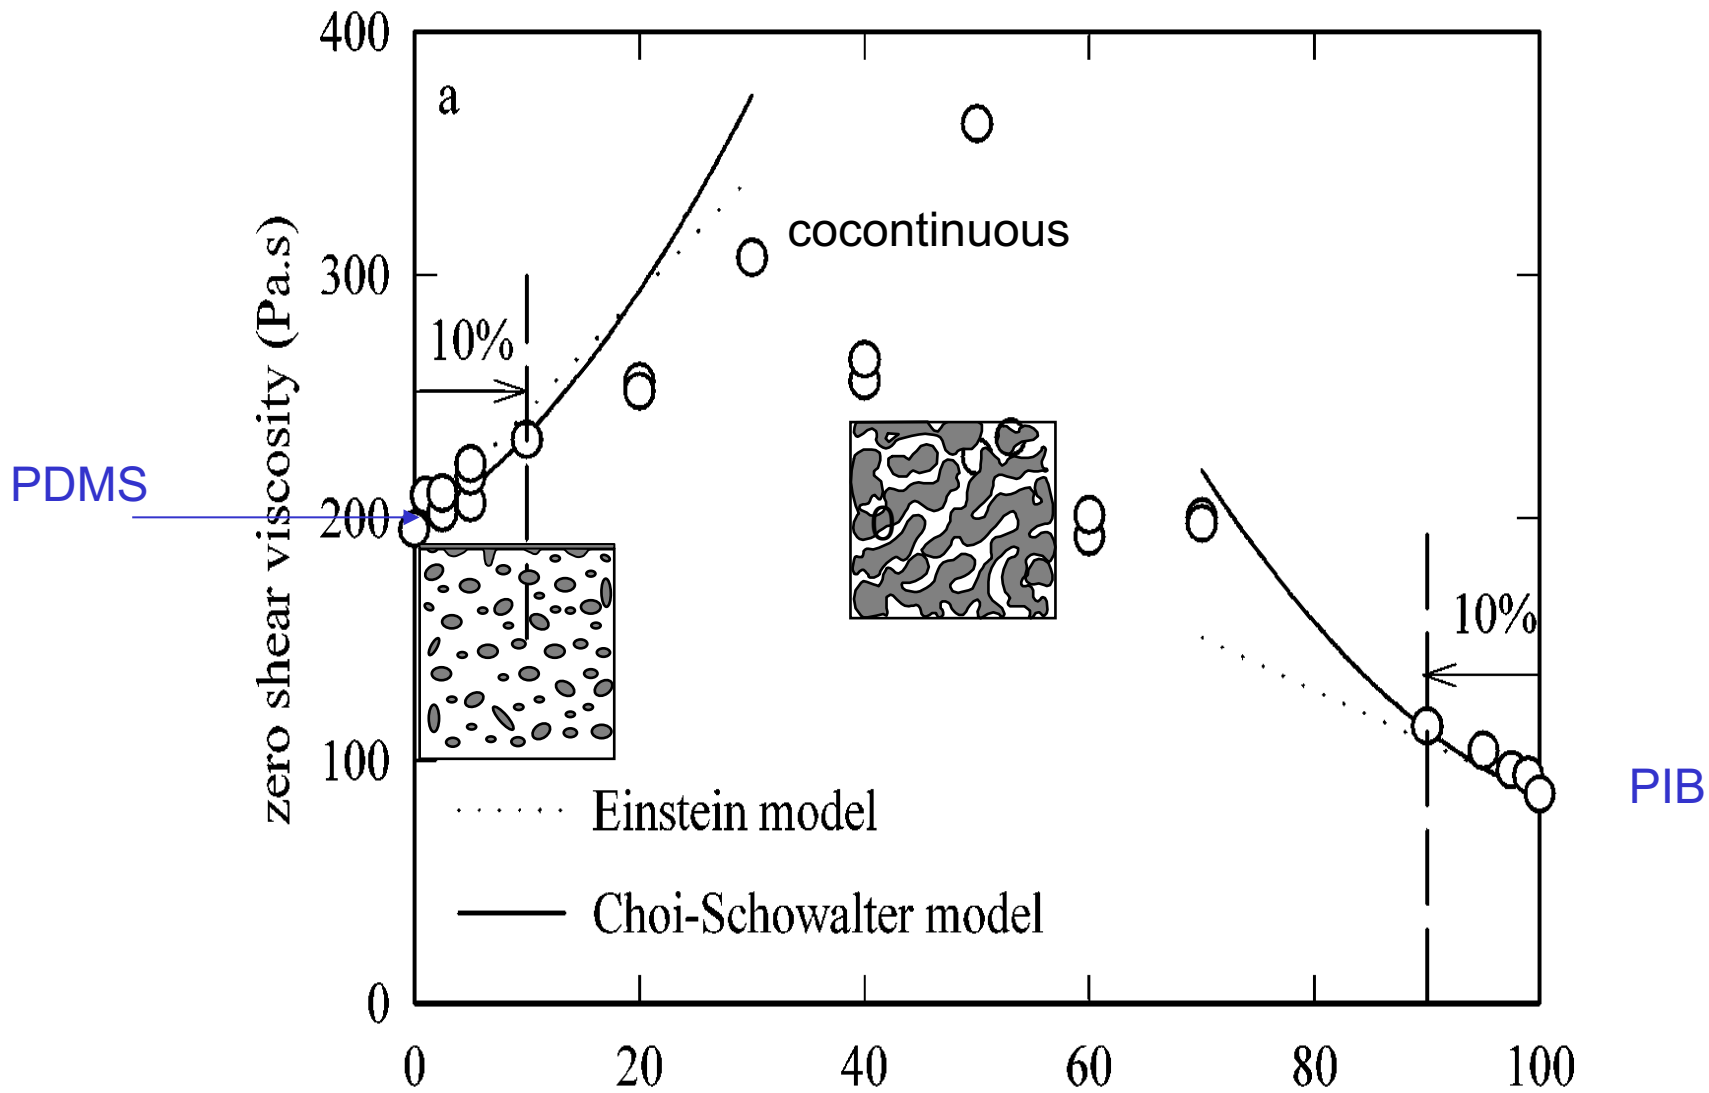 400
a
cocontinuous
300
10%
PDMS
200
10%
100
PIB
Einstein model
Choi-Schowalter model
0
0 20 40 60 80 100
zero shear viscosity (Pa.s)